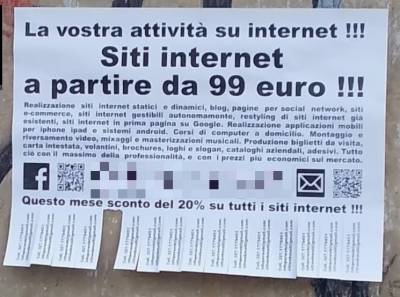 La vostra attività su internet !!!
Siti internet
a partire da 99 euro !!!
Realizzazione siti internet statici e dinamici, blog, pagine per social network, siti
e-commerce, siti internet gestibili autonomamente, restyling di siti internet già
esistenti, siti internet in prima pagina su Google. Realizzazione applicazioni mobili
per iphone ipad e sistemi android. Corsi di computer a domicilio. Montaggio e
riversamento video, mixaggi e masterizzazioni musicali. Produzione biglietti da visita,
carta intestata, volantini, brochures, loghi e slogan, cataloghi aziendali, adesivi. Tutto
ciò con il massimo della professionalità, e con i prezzi più economici sul mercato.
f
Questo mese sconto del 20% su tutti i siti internet !!!